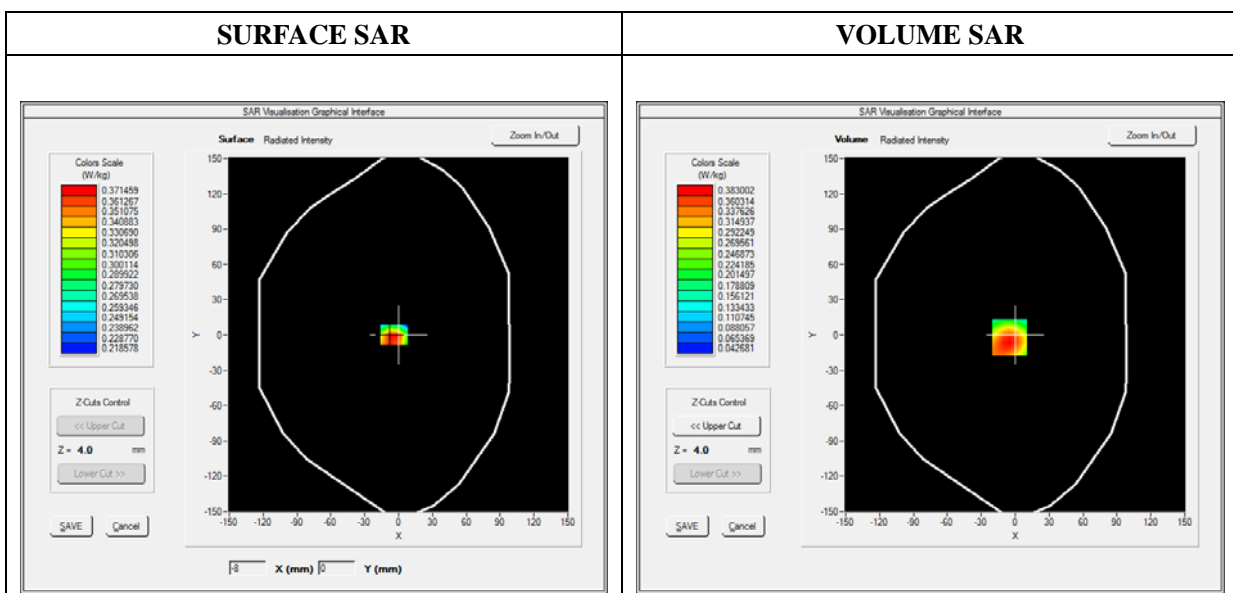 SURFACE SAR
VOLUME SAR
SAR Visualisation Graphical Interface
Surface Radiated Intensity
Zoom In/Out
Colors Scale
(W/kg)
0.371459
0.361267
0.351075
0.340883
0.330690
0.320498
0.310306
0.300114
0.289922
0.279730
0.269538
0.259346
0.249154
0.238962
0.228770
0.218578
Z-Cuts Control
<< Upper Cut
Z = 4.0 mm
Lower Cut >>
SAVE
Cancel
150
120
90
60
30
0
-30
-60
-90
-120
-150
Y
-150 -120 -90 -60 -30 0 30 60 90 120 150
X
-8 X (mm) 0 Y (mm)
SAR Visualisation Graphical Interface
Volume Radiated Intensity
Zoom In/Out
Colors Scale
(W/kg)
0.383002
0.360314
0.337626
0.314937
0.292249
0.269561
0.246873
0.224185
0.201497
0.178809
0.156121
0.133433
0.110745
0.088057
0.065369
0.042681
Z-Cuts Control
<< Upper Cut
Z = 4.0 mm
Lower Cut >>
SAVE
Cancel
150
120
90
60
30
0
-30
-60
-90
-120
-150
Y
-150 -120 -90 -60 -30 0 30 60 90 120 150
X